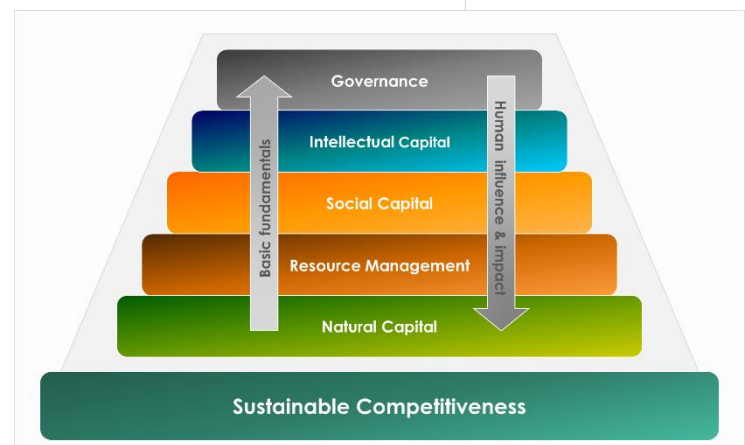 Governance
Intellectual Capital
Social Capital
Resource Management
Natural Capital
Basic fundamentals
Human influence & impact
Sustainable Competitiveness